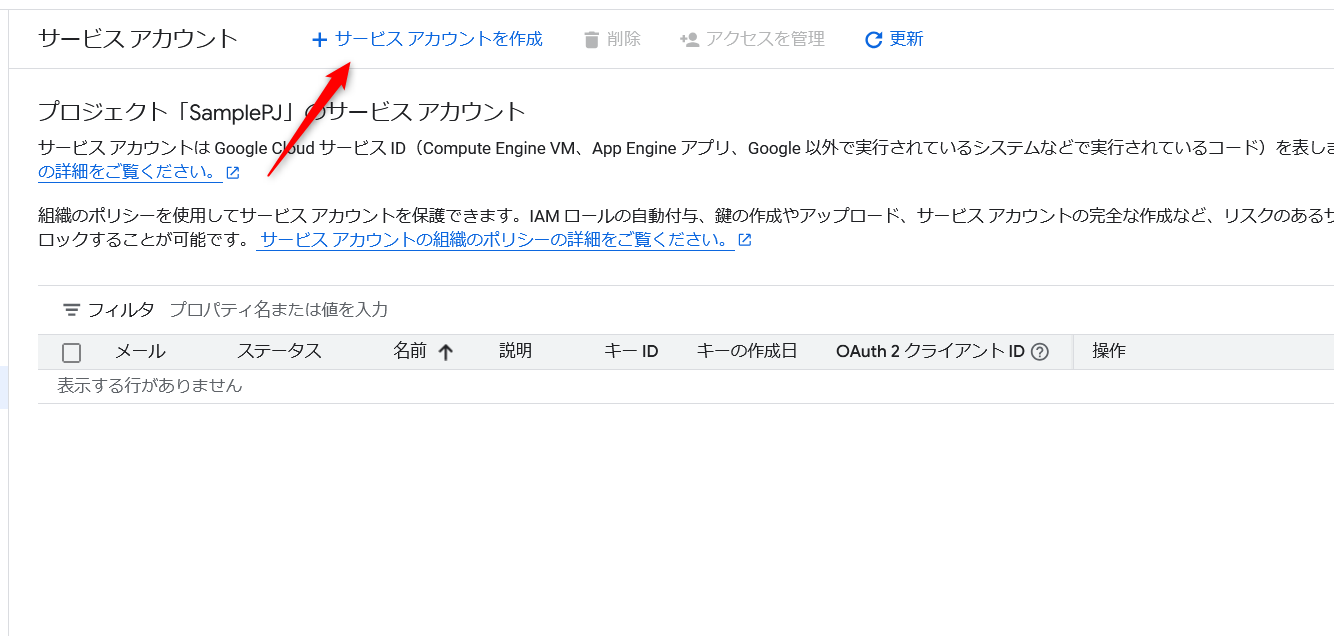 サービス アカウント
サービス アカウントを作成
削除
アクセスを管理
更新
プロジェクト「SamplePJ」のサービス アカウント
サービス アカウントは Google Cloud サービス ID（Compute Engine VM、App Engine アプリ、Google 以外で実行されているシステムなどで実行されているコード）を表しま
の詳細をご覧ください。
組織のポリシーを使用してサービス アカウントを保護できます。IAM ロールの自動付与、鍵の作成やアップロード、サービス アカウントの完全な作成など、リスクのあるサ
ロックすることが可能です。 サービス アカウントの組織のポリシーの詳細をご覧ください。
フィルタ プロパティ名または値を入力
メール ステータス 名前 説明 キー ID キーの作成日 OAuth 2 クライアント ID 操作
表示する行がありません